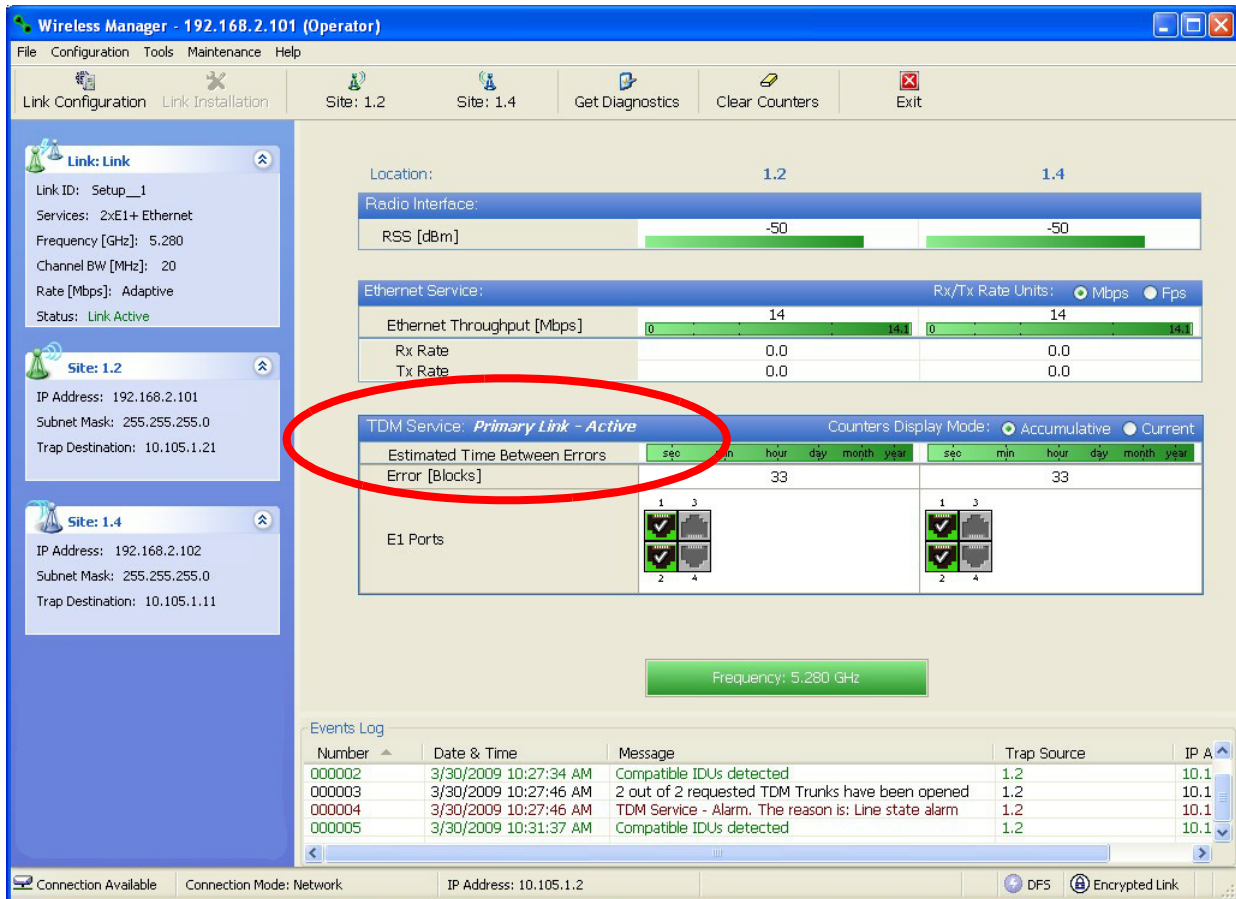 Wireless Manager - 192.168.2.101 (Operator)
File Configuration Tools Maintenance Help
Link Configuration Link Installation Site: 1.2 Site: 1.4 Get Diagnostics Clear Counters Exit
Link: Link
Link ID: Setup__1
Services: 2xE1+ Ethernet
Frequency [GHz]: 5.280
Channel BW [MHz]: 20
Rate [Mbps]: Adaptive
Status: Link Active
Site: 1.2
IP Address: 192.168.2.101
Subnet Mask: 255.255.255.0
Trap Destination: 10.105.1.21
Site: 1.4
IP Address: 192.168.2.102
Subnet Mask: 255.255.255.0
Trap Destination: 10.105.1.11
Location: 1.2 1.4
Radio Interface:
RSS [dBm] -50 -50
Ethernet Service: Rx/Tx Rate Units: Mbps Fps
Ethernet Throughput [Mbps] 14 14
0 14.1 0 14.1
Rx Rate 0.0 0.0
Tx Rate 0.0 0.0
TDM Service: Primary Link - Active Counters Display Mode: Accumulative Current
Estimated Time Between Errors sec min hour day month year sec min hour day month year
Error [Blocks] 33 33
1 3 1 3
E1 Ports
2 4 2 4
Frequency: 5.280 GHz
Events Log
Number Date & Time Message Trap Source IP A
000002 3/30/2009 10:27:34 AM Compatible IDUs detected 1.2 10.1
000003 3/30/2009 10:27:46 AM 2 out of 2 requested TDM Trunks have been opened 1.2 10.1
000004 3/30/2009 10:27:46 AM TDM Service - Alarm. The reason is: Line state alarm 1.2 10.1
000005 3/30/2009 10:31:37 AM Compatible IDUs detected 1.2 10.1
Connection Available Connection Mode: Network IP Address: 10.105.1.2 DFS Encrypted Link